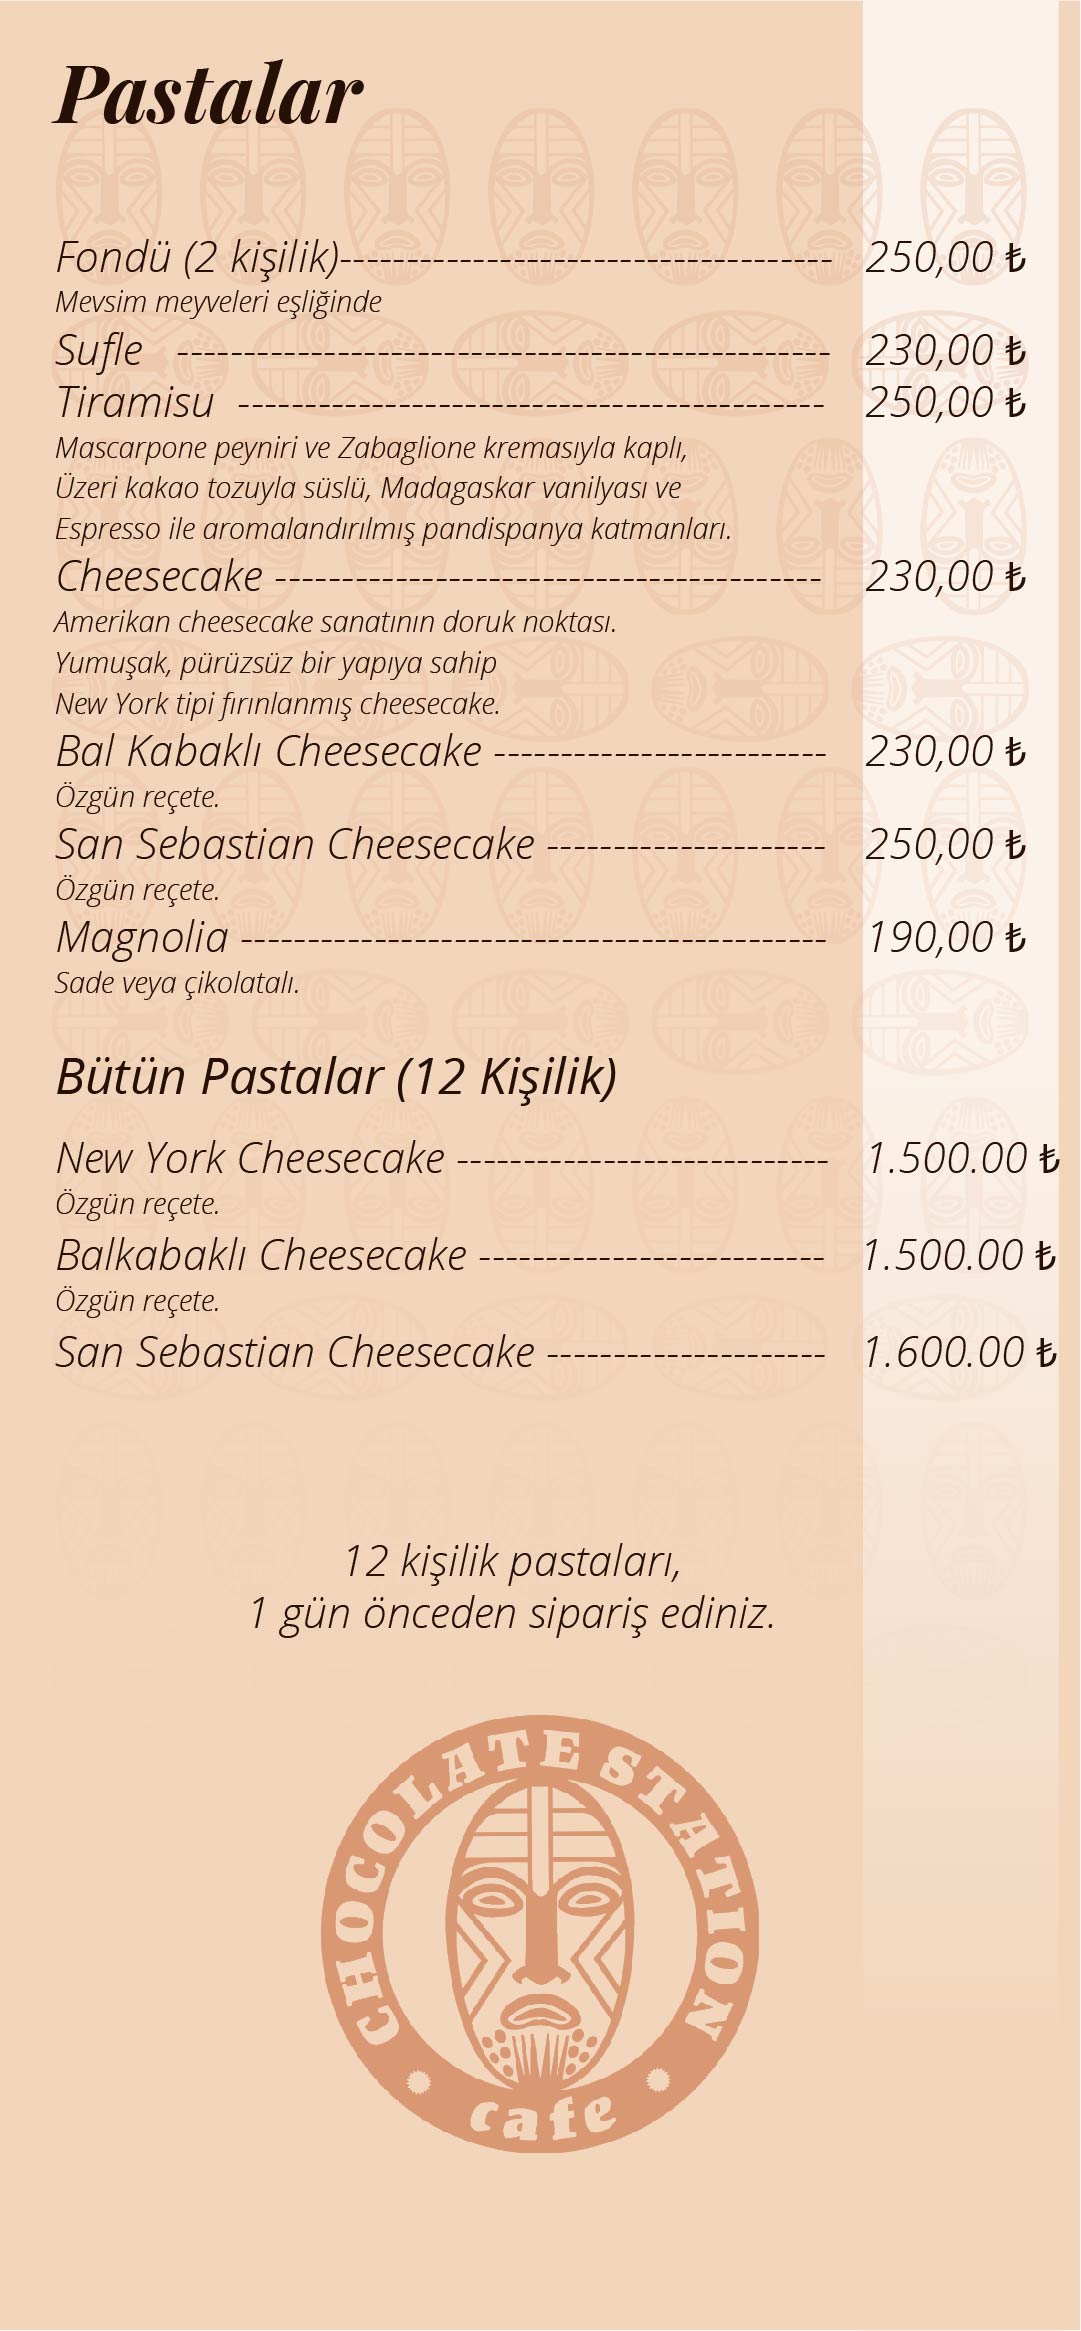 Pastalar
Fondü (2 kişilik)------------------------------------- 250,00 ₺
Mevsim meyveleri eşliğinde
Sufle ------------------------------------------------- 230,00 ₺
Tiramisu -------------------------------------------- 250,00 ₺
Mascarpone peyniri ve Zabaglione kremasıyla kaplı,
Üzeri kakao tozuyla süslü, Madagaskar vanilyası ve
Espresso ile aromalandırılmış pandispanya katmanları.
Cheesecake ----------------------------------------- 230,00 ₺
Amerikan cheesecake sanatının doruk noktası.
Yumuşak, pürüzsüz bir yapıya sahip
New York tipi fırınlanmış cheesecake.
Bal Kabaklı Cheesecake ------------------------- 230,00 ₺
Özgün reçete.
San Sebastian Cheesecake --------------------- 250,00 ₺
Özgün reçete.
Magnolia -------------------------------------------- 190,00 ₺
Sade veya çikolatalı.
Bütün Pastalar (12 Kişilik)
New York Cheesecake ---------------------------- 1.500.00 ₺
Özgün reçete.
Balkabaklı Cheesecake -------------------------- 1.500.00 ₺
Özgün reçete.
San Sebastian Cheesecake --------------------- 1.600.00 ₺
12 kişilik pastaları,
1 gün önceden sipariş ediniz.
CHOCOLATE STATION
cafe